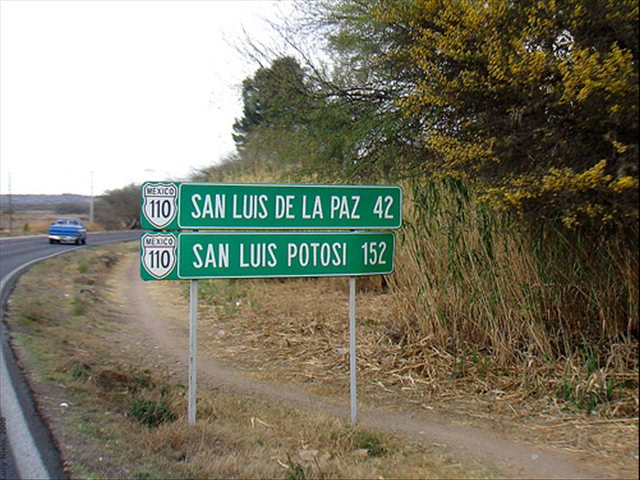 MEXICO
110 SAN LUIS DE LA PAZ 42
MEXICO
110 SAN LUIS POTOSI 152